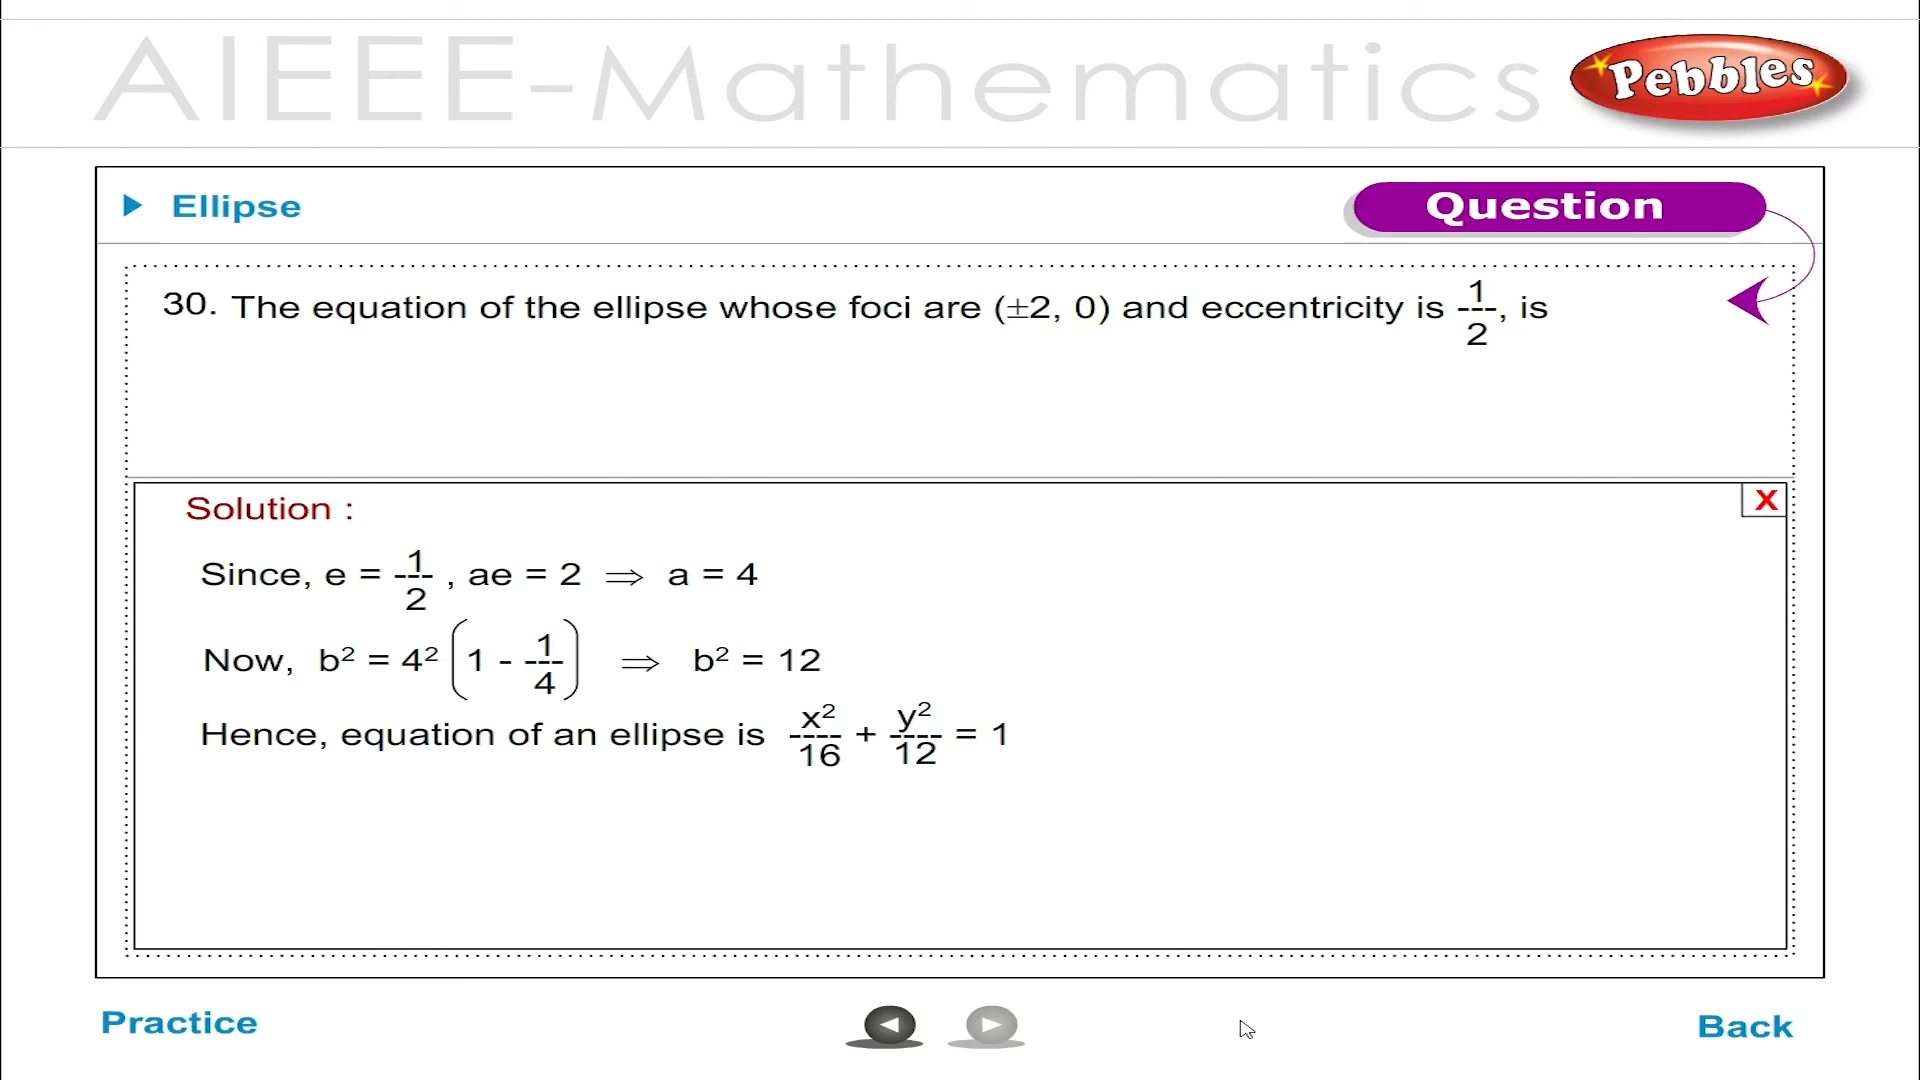 AIEEE-Mathematics
Pebbles
Ellipse
Question
30. The equation of the ellipse whose foci are (±2, 0) and eccentricity is 1/2, is
X
Solution :
Since, e = 1/2 , ae = 2 ⇒ a = 4
Now, b² = 4² (1 - 1/4) ⇒ b² = 12
Hence, equation of an ellipse is x²/16 + y²/12 = 1
Practice
Back